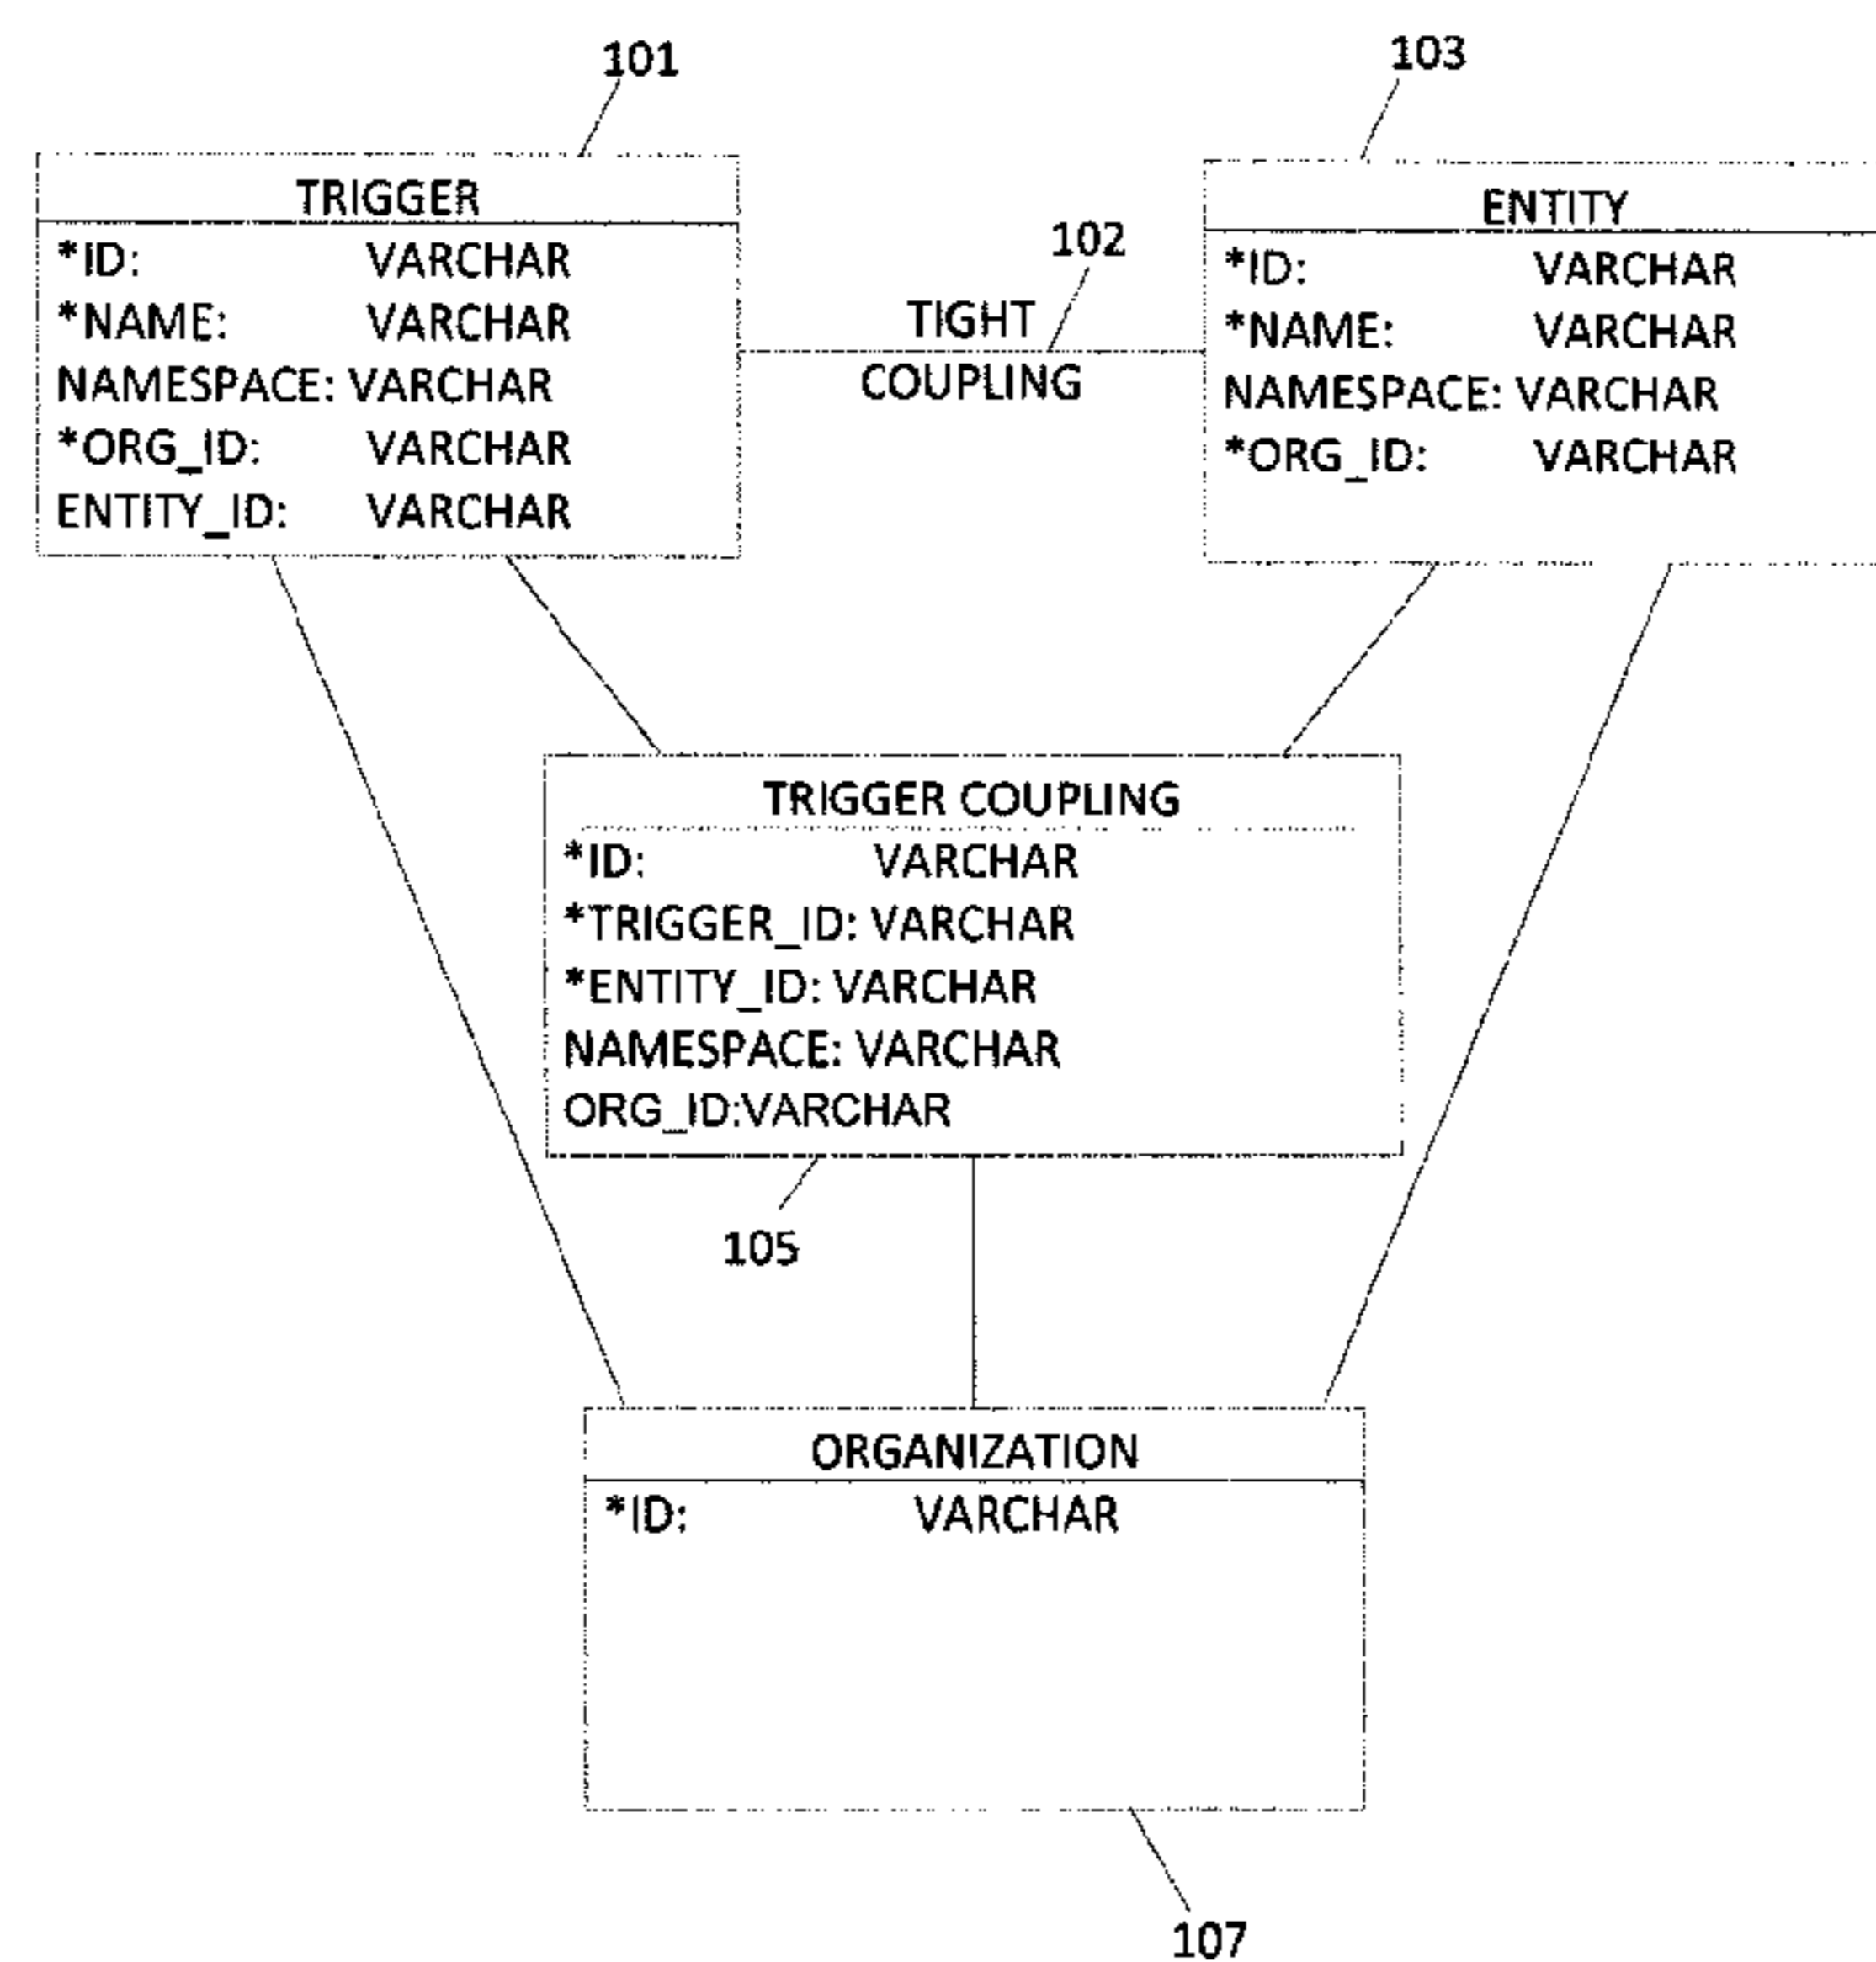 101
TRIGGER
*ID: VARCHAR
*NAME: VARCHAR
NAMESPACE: VARCHAR
*ORG_ID: VARCHAR
ENTITY_ID: VARCHAR
102
TIGHT
COUPLING
103
ENTITY
*ID: VARCHAR
*NAME: VARCHAR
NAMESPACE: VARCHAR
*ORG_ID: VARCHAR
TRIGGER COUPLING
*ID: VARCHAR
*TRIGGER_ID: VARCHAR
*ENTITY_ID: VARCHAR
NAMESPACE: VARCHAR
ORG_ID:VARCHAR
105
ORGANIZATION
*ID: VARCHAR
107